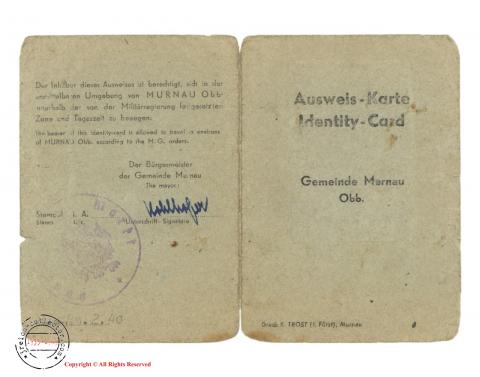 Der Inhaber dieses Ausweises ist berechtigt, sich in der
unmittelbaren Umgebung von MURNAU Obb.
innerhalb der von der Militärregierung festgesetzten
Zone und Tageszeit zu bewegen.
The bearer of this identity-card is allowed to travel in environs
of MURNAU Obb. according to the M. G. orders.
Der Bürgermeister
der Gemeinde Murnau
The mayor:
Stempel i. A.
Unterschrift - Signature
Ausweis-Karte
Identity-Card
Gemeinde Murnau
Obb.
Druck F. TROST (I. Fürst), Murnau
Copyright © All Rights Reserved